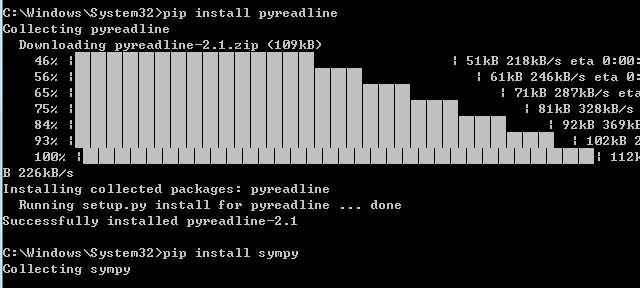 C:\Windows\System32>pip install pyreadline
Collecting pyreadline
  Downloading pyreadline-2.1.zip (109kB)
    46% | | 51kB 218kB/s eta 0:00:
    56% | | 61kB 246kB/s eta 0:
    65% | | 71kB 287kB/s eta
    75% | | 81kB 328kB/s
    84% | | 92kB 369k
    93% | | 102kB 2
    100% | | 112k
B 226kB/s
Installing collected packages: pyreadline
  Running setup.py install for pyreadline ... done
Successfully installed pyreadline-2.1
C:\Windows\System32>pip install sympy
Collecting sympy